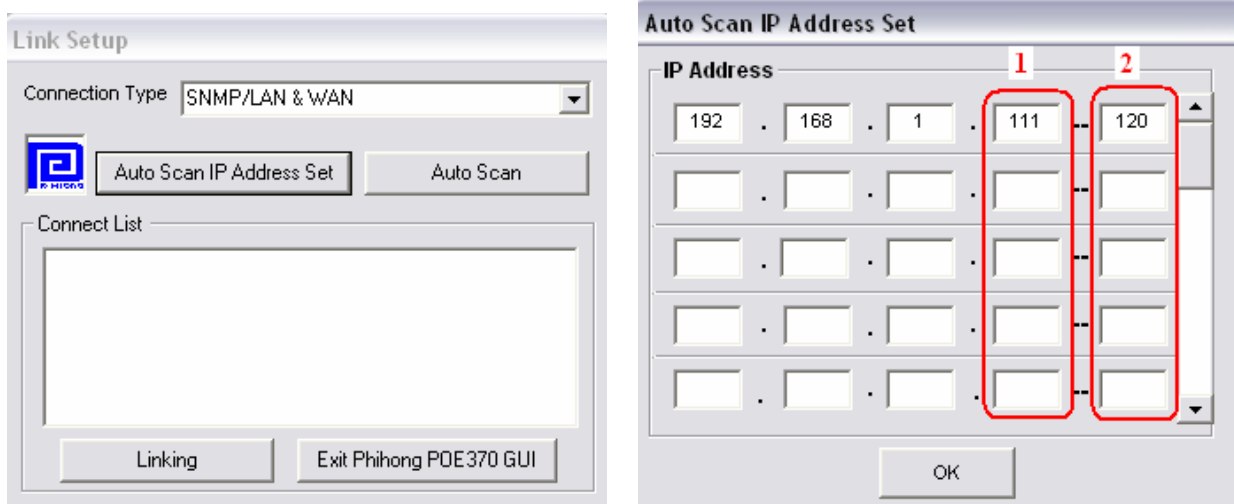 Link Setup
Connection Type SNMP/LAN & WAN
Auto Scan IP Address Set Auto Scan
Connect List
Linking Exit Phihong POE370 GUI
Auto Scan IP Address Set
IP Address 1 2
192 . 168 . 1 . 111 -- 120
. . . --
. . . --
. . . --
. . . --
OK